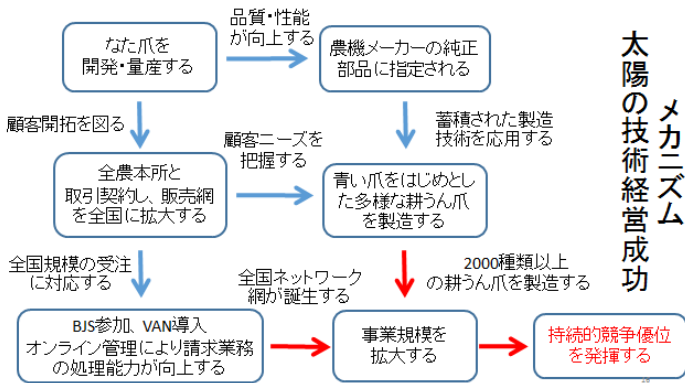 太陽の技術経営成功
メカニズム
なた爪を
開発・量産する
品質・性能
が向上する
農機メーカーの純正
部品に指定される
顧客開拓を図る
顧客ニーズを
把握する
蓄積された製造
技術を応用する
全農本所と
取引契約し、販売網
を全国に拡大する
青い爪をはじめとし
た多様な耕うん爪
を製造する
全国規模の受注
に対応する
全国ネットワーク
網が誕生する
2000種類以上
の耕うん爪を製造する
BJS参加、VAN導入
オンライン管理により請求業務
の処理能力が向上する
事業規模を
拡大する
持続的競争優位
を発揮する